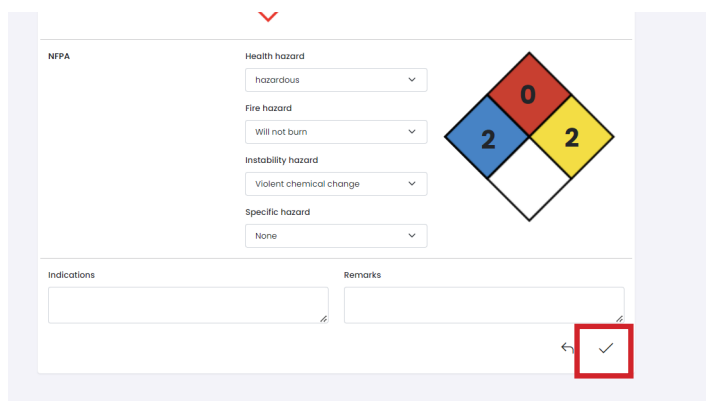 NFPA
Health hazard
hazardous
Fire hazard
Will not burn
Instability hazard
Violent chemical change
Specific hazard
None
0
2 2
Indications
Remarks